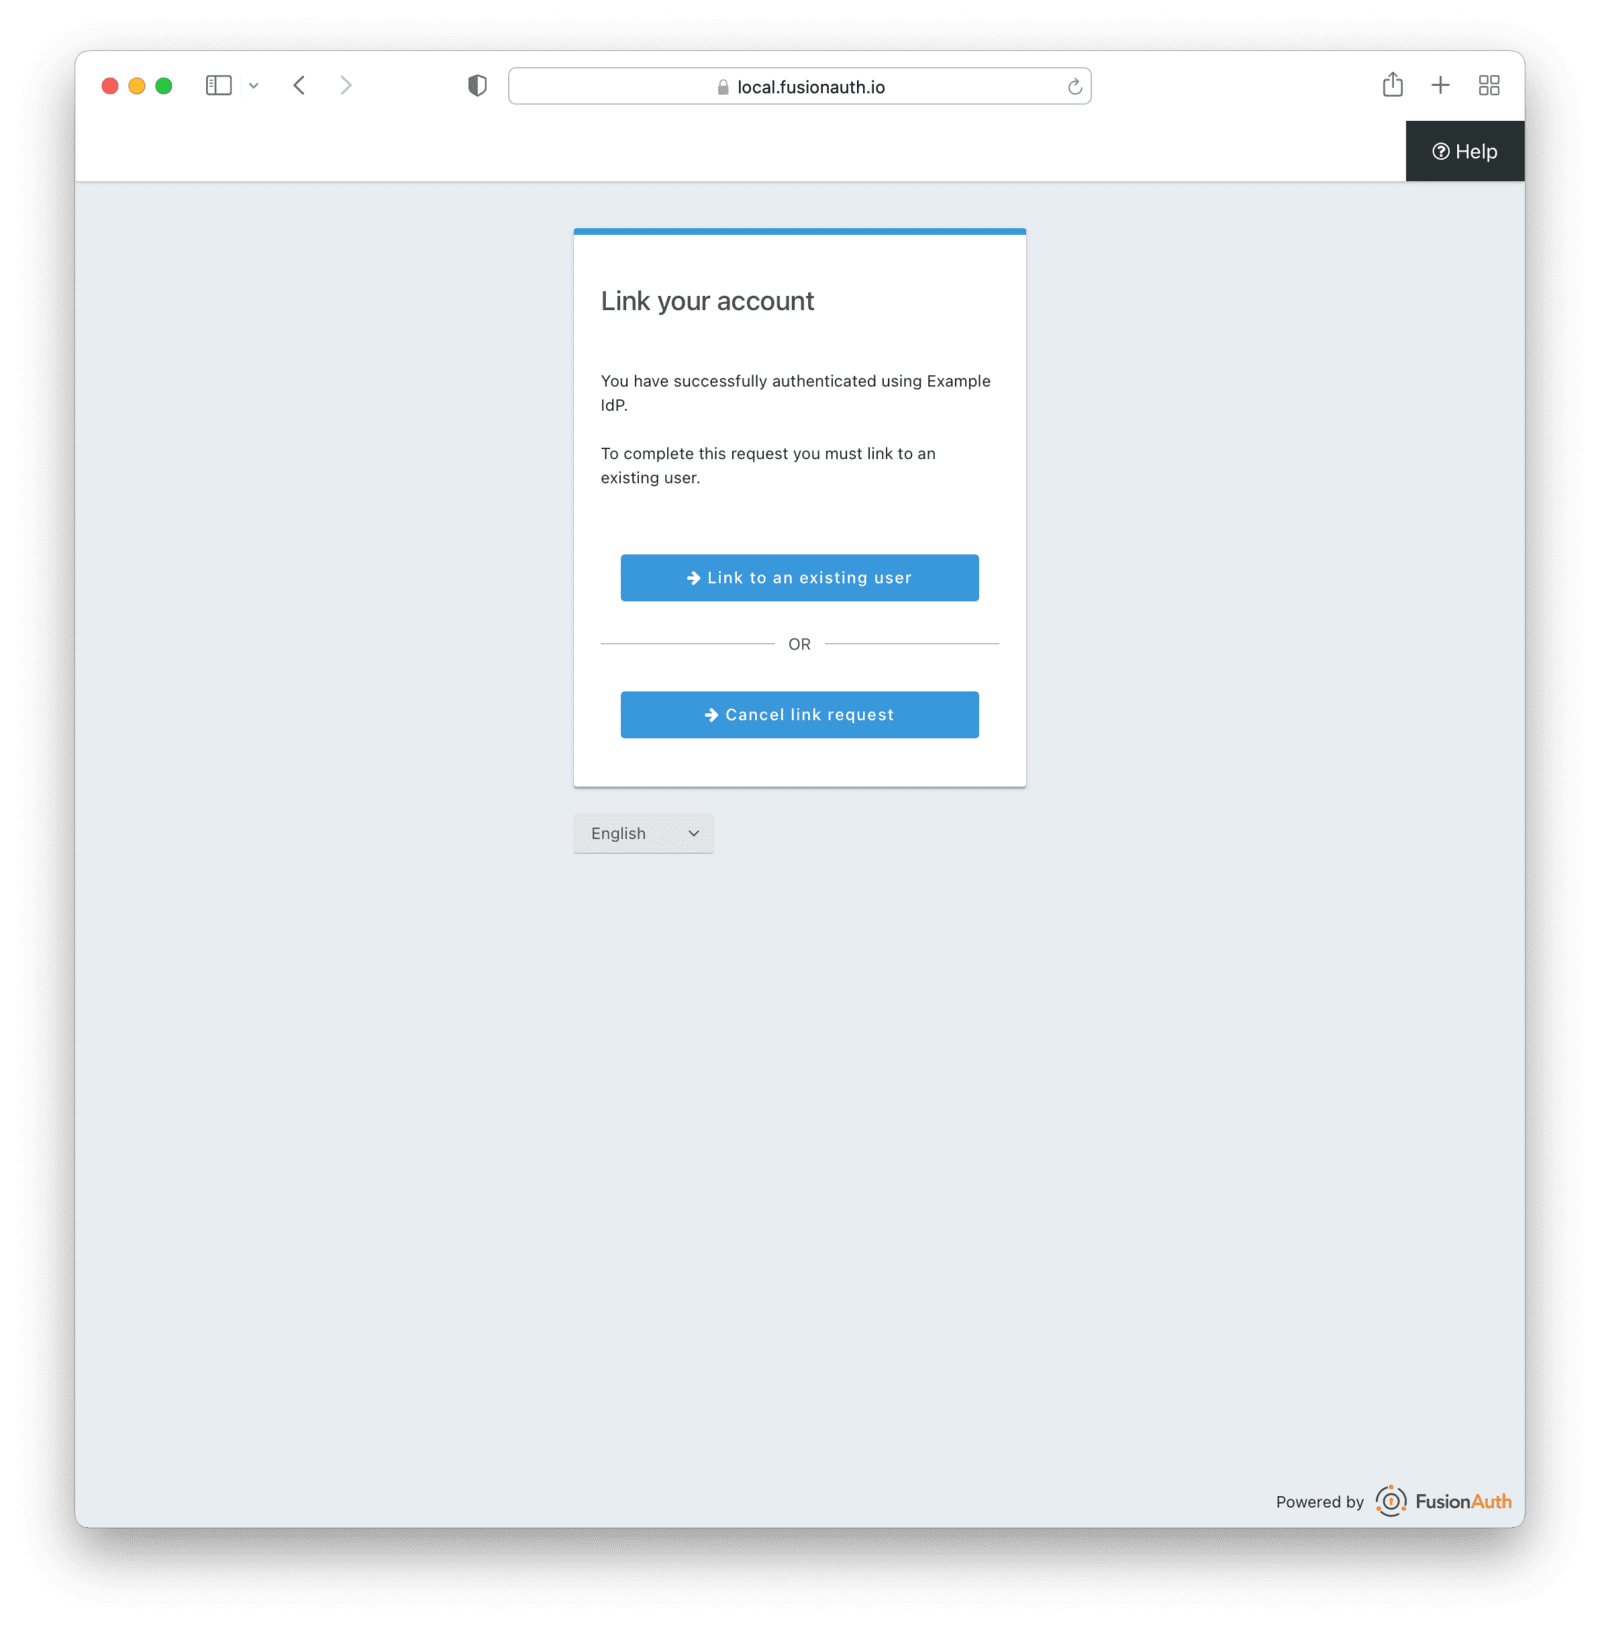 local.fusionauth.io
Help
Link your account
You have successfully authenticated using Example
IdP.
To complete this request you must link to an
existing user.
Link to an existing user
OR
Cancel link request
English
Powered by FusionAuth